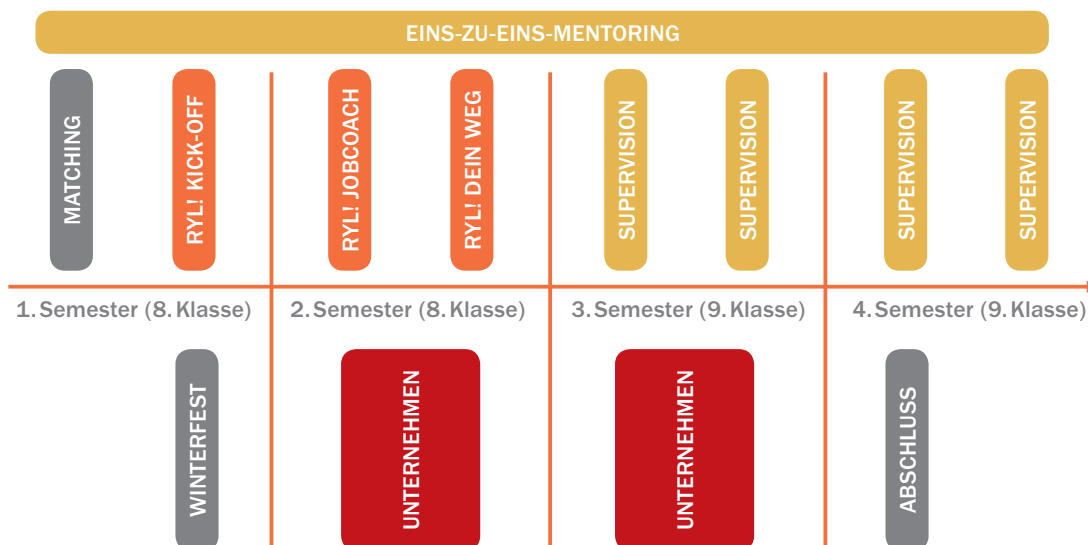 EINS-ZU-EINS-MENTORING
MATCHING
RYL! KICK-OFF
RYL! JOBCOACH
RYL! DEIN WEG
SUPERVISION
SUPERVISION
SUPERVISION
SUPERVISION
1. Semester (8. Klasse)
2. Semester (8. Klasse)
3. Semester (9. Klasse)
4. Semester (9. Klasse)
WINTERFEST
UNTERNEHMEN
UNTERNEHMEN
ABSCHLUSS